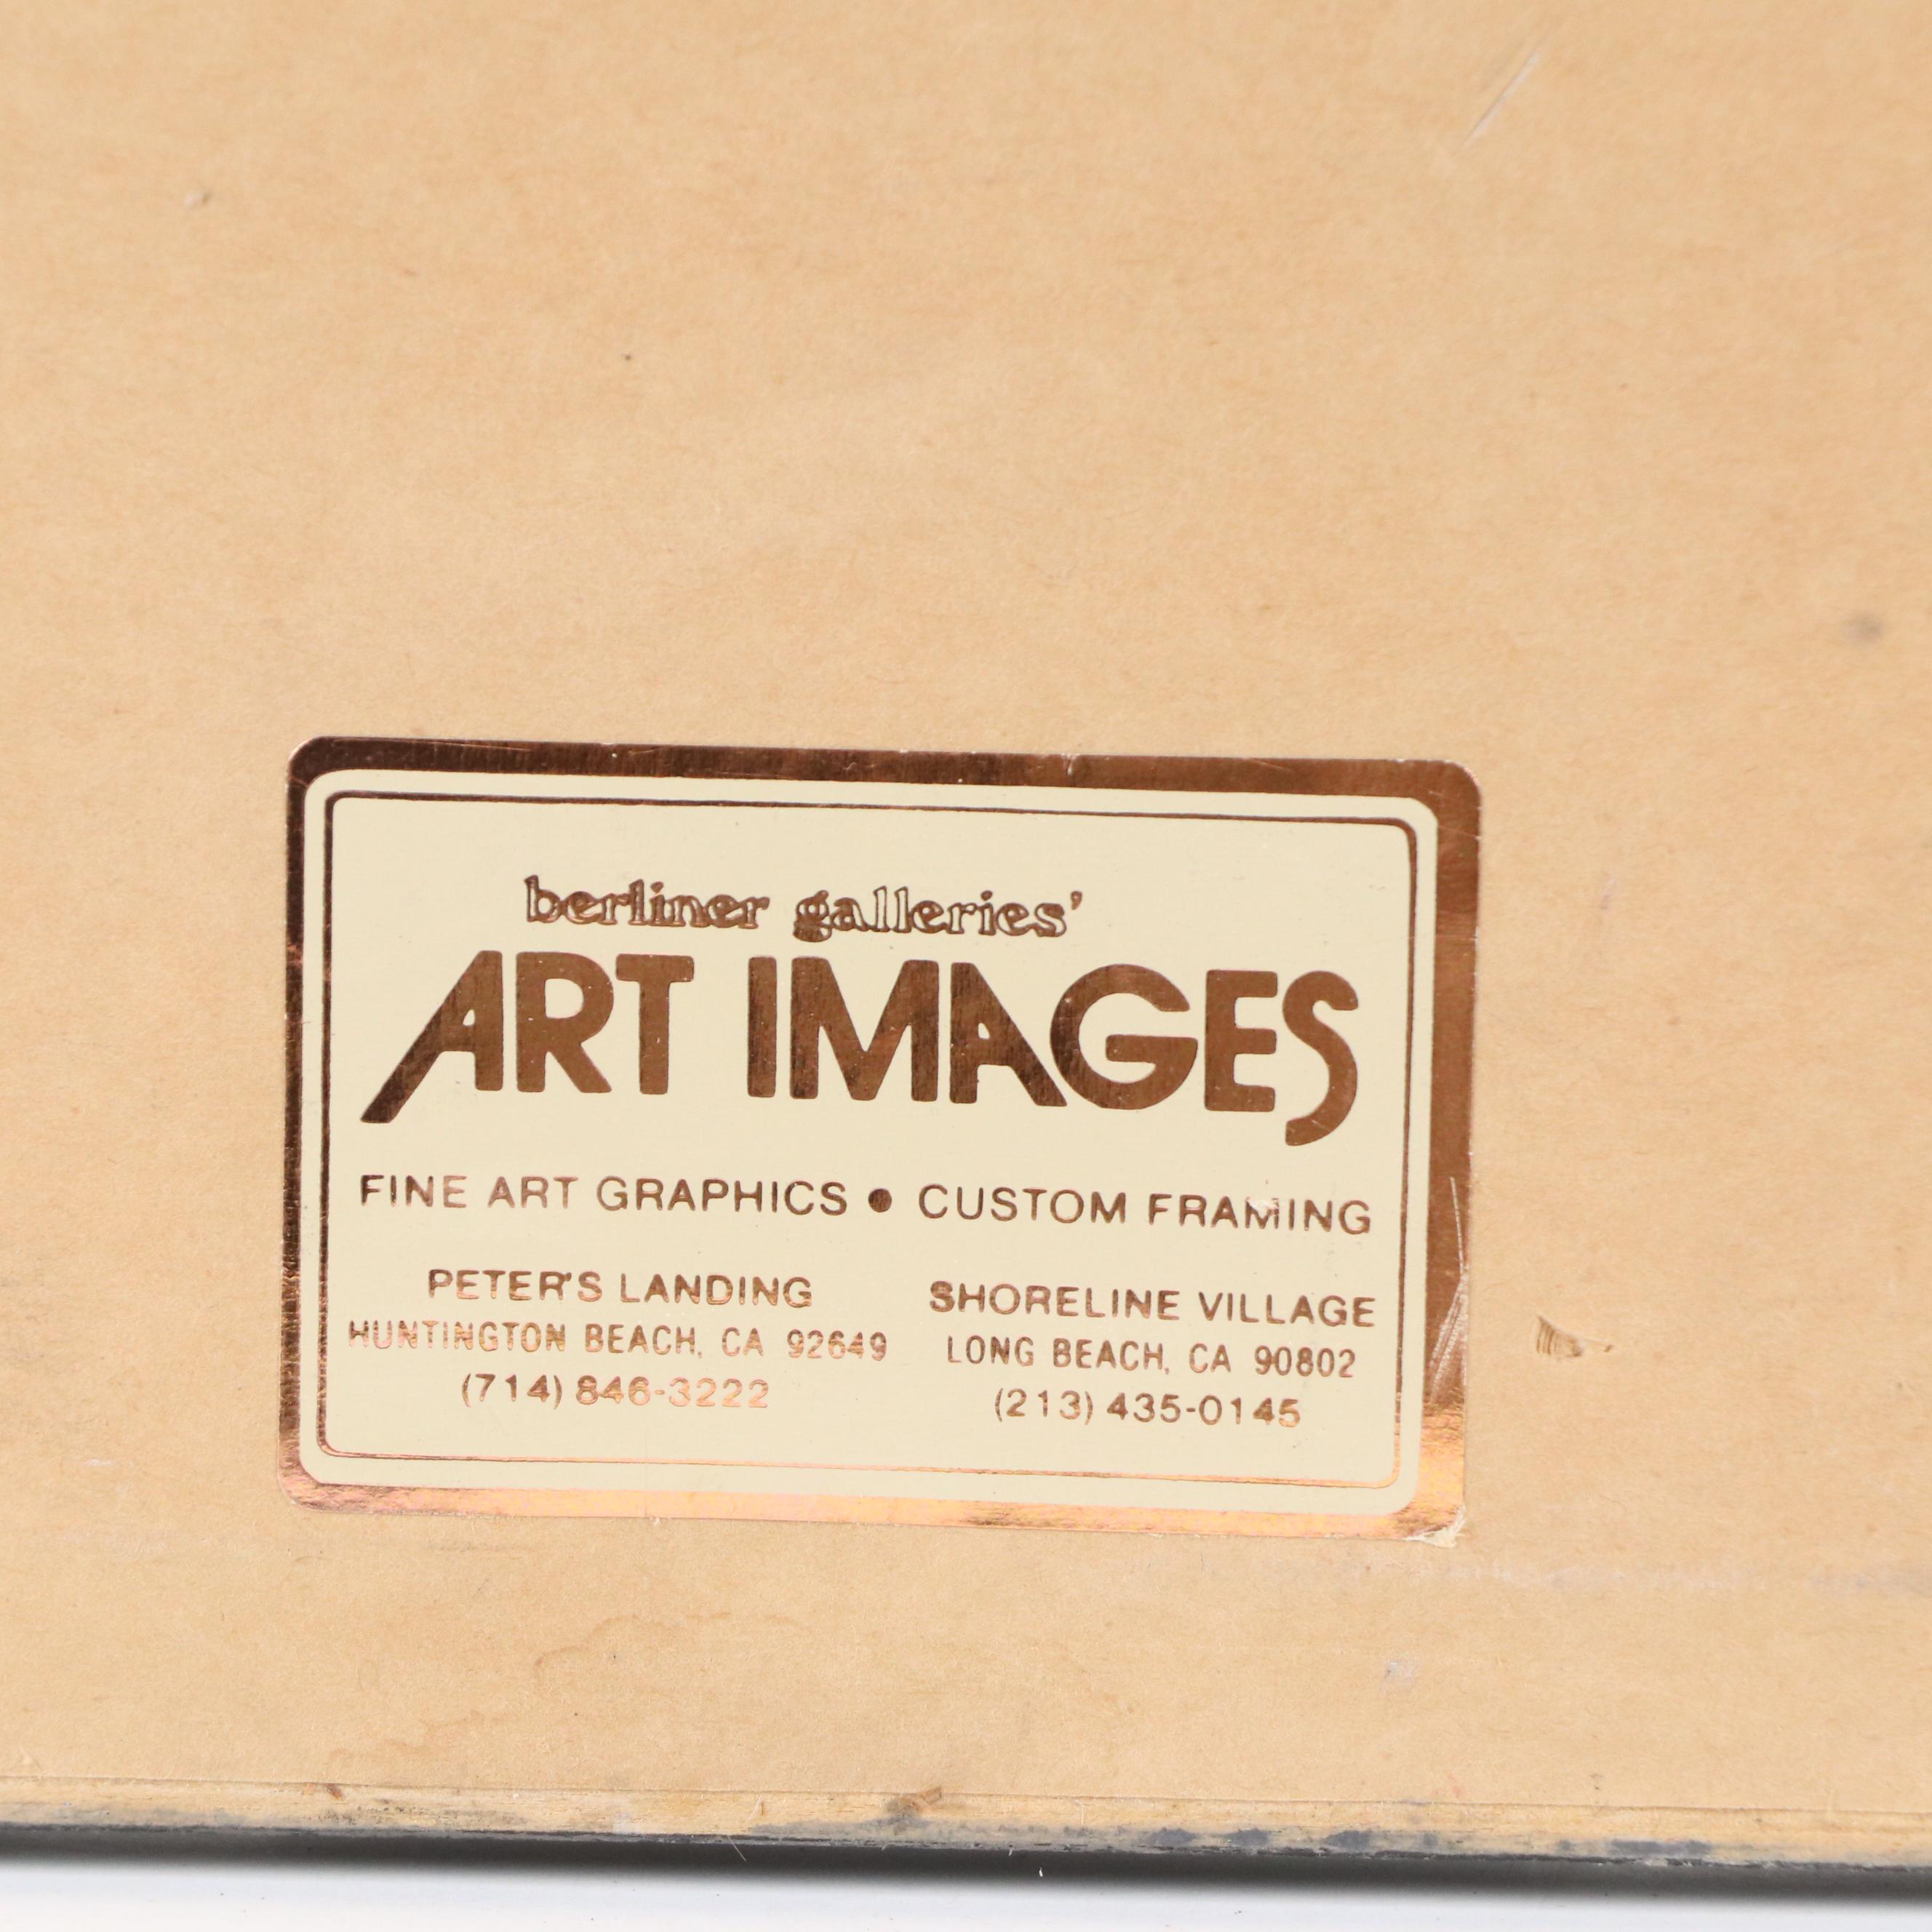 berliner galleries'
ART IMAGES
FINE ART GRAPHICS • CUSTOM FRAMING
PETER'S LANDING
HUNTINGTON BEACH, CA 92649
(714) 846-3222
SHORELINE VILLAGE
LONG BEACH, CA 90802
(213) 435-0145